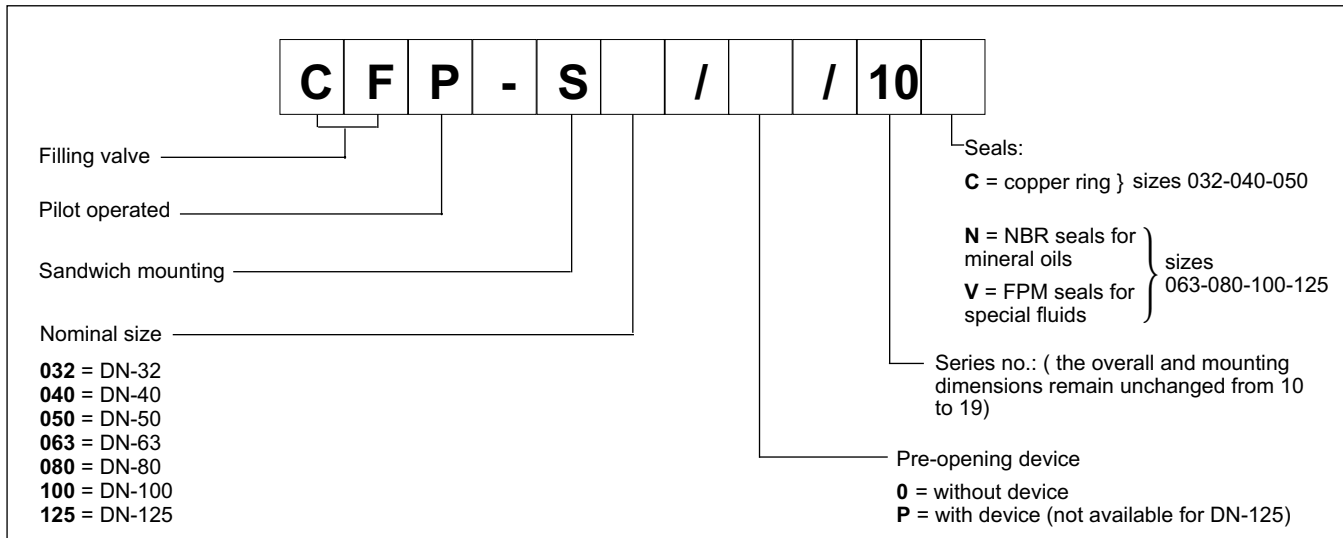 C F P - S / / 10
Filling valve
Pilot operated
Sandwich mounting
Nominal size
032 = DN-32
040 = DN-40
050 = DN-50
063 = DN-63
080 = DN-80
100 = DN-100
125 = DN-125
Seals:
C = copper ring } sizes 032-040-050
N = NBR seals for
mineral oils
V = FPM seals for
special fluids
sizes
063-080-100-125
Series no.: ( the overall and mounting
dimensions remain unchanged from 10
to 19)
Pre-opening device
0 = without device
P = with device (not available for DN-125)